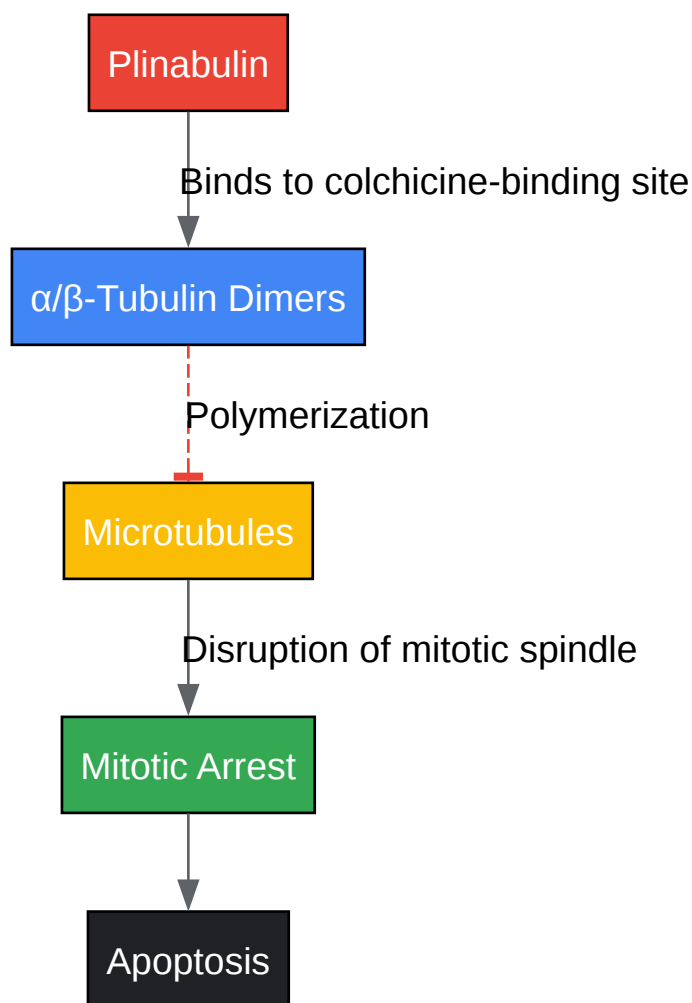 Plinabulin
Binds to colchicine-binding site
α/β-Tubulin Dimers
Polymerization
Microtubules
Disruption of mitotic spindle
Mitotic Arrest
Apoptosis